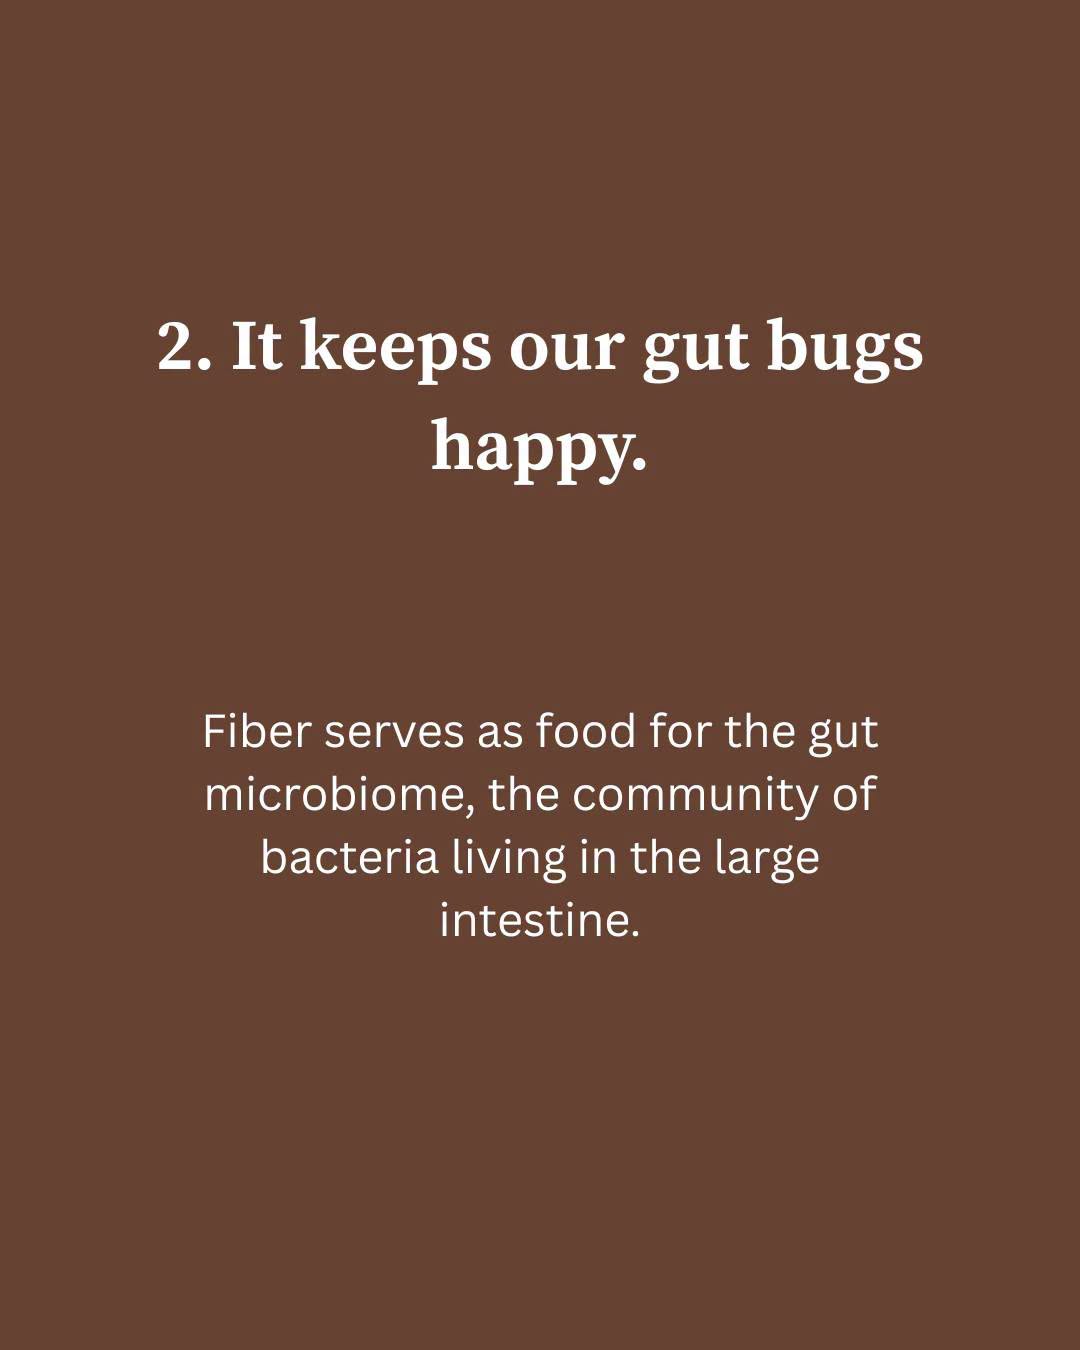 2. It keeps our gut bugs
happy.
Fiber serves as food for the gut
microbiome, the community of
bacteria living in the large
intestine.